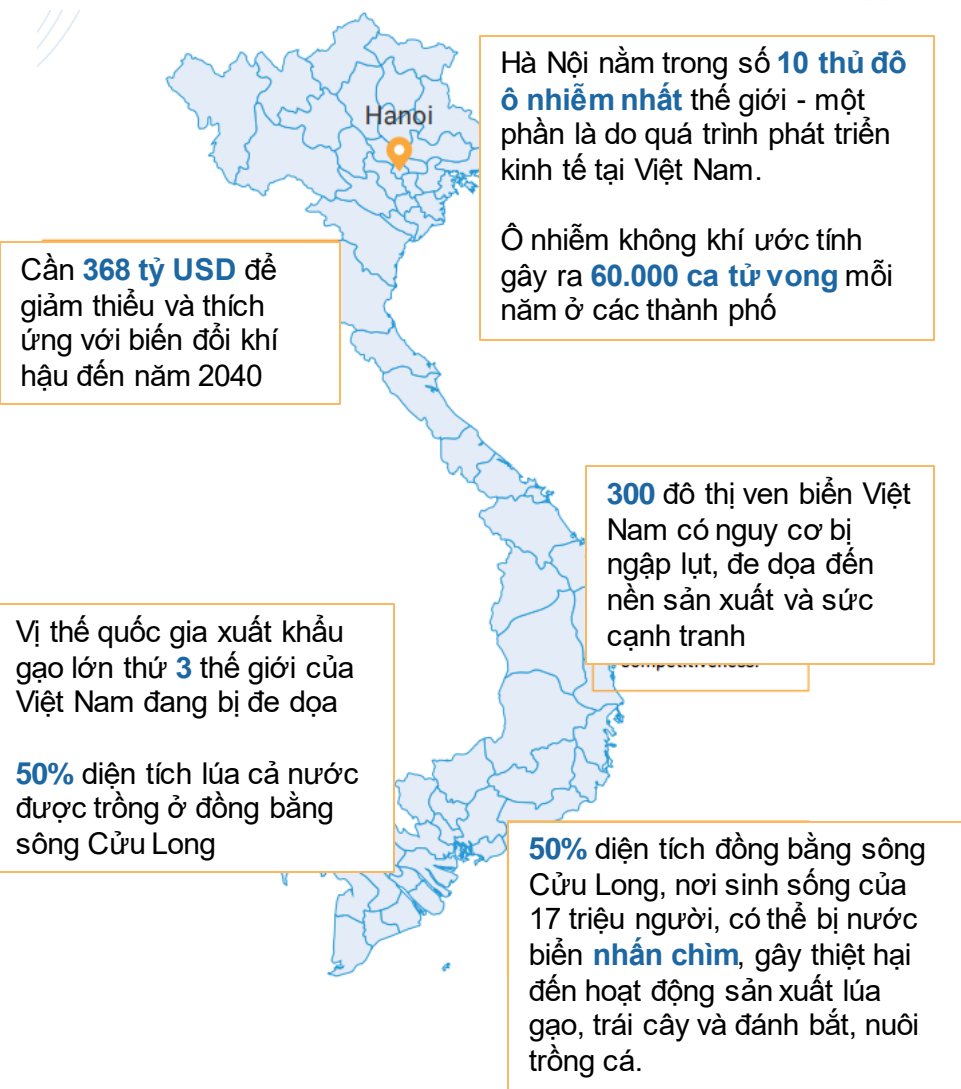 Hà Nội nằm trong số 10 thủ đô
ô nhiễm nhất thế giới - một
phần là do quá trình phát triển
kinh tế tại Việt Nam.
Ô nhiễm không khí ước tính
gây ra 60.000 ca tử vong mỗi
năm ở các thành phố
Hanoi
Cần 368 tỷ USD để
giảm thiểu và thích
ứng với biến đổi khí
hậu đến năm 2040
300 đô thị ven biển Việt
Nam có nguy cơ bị
ngập lụt, đe dọa đến
nền sản xuất và sức
cạnh tranh
competitiveness.
Vị thế quốc gia xuất khẩu
gạo lớn thứ 3 thế giới của
Việt Nam đang bị đe dọa
50% diện tích lúa cả nước
được trồng ở đồng bằng
sông Cửu Long
50% diện tích đồng bằng sông
Cửu Long, nơi sinh sống của
17 triệu người, có thể bị nước
biển nhấn chìm, gây thiệt hại
đến hoạt động sản xuất lúa
gạo, trái cây và đánh bắt, nuôi
trồng cá.